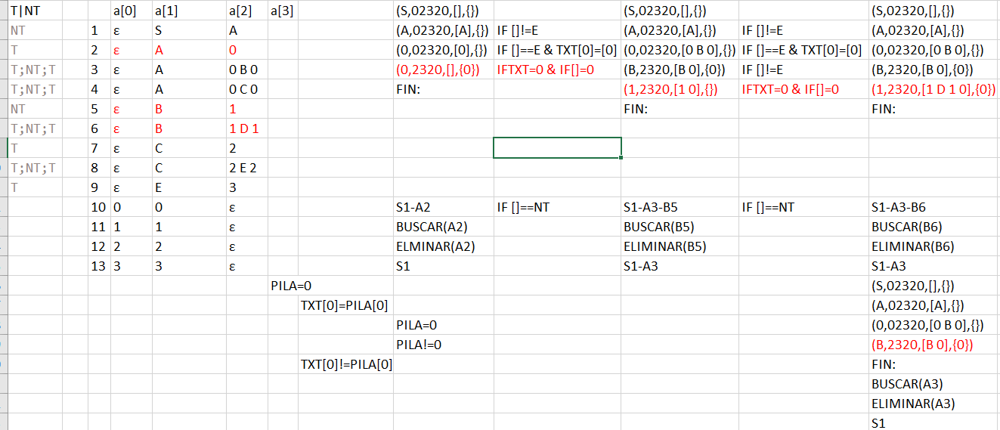 T|NT a[0] a[1] a[2] a[3] (S,02320,[],{}) (S,02320,[],{}) (S,02320,[],{})
NT 1 ε S A (A,02320,[A],{}) IF []!=E (A,02320,[A],{}) IF []!=E (A,02320,[A],{})
T 2 ε A 0 (0,02320,[0],{}) IF []==E & TXT[0]=[0] (0,02320,[0 B 0],{}) IF []==E & TXT[0]=[0] (0,02320,[0 B 0],{})
T;NT;T 3 ε A 0 B 0 (0,2320,[],{0}) IFTXT=0 & IF[]=0 (B,2320,[B 0],{0}) IF []!=E (B,2320,[B 0],{0})
T;NT;T 4 ε A 0 C 0 FIN: (1,2320,[1 0],{}) IFTXT=0 & IF[]=0 (1,2320,[1 D 1 0],{0})
NT 5 ε B 1 FIN: FIN:
T;NT;T 6 ε B 1 D 1
T 7 ε C 2
T;NT;T 8 ε C 2 E 2
T 9 ε E 3
10 0 0 ε S1-A2 IF []==NT S1-A3-B5 IF []==NT S1-A3-B6
11 1 1 ε BUSCAR(A2) BUSCAR(B5) BUSCAR(B6)
12 2 2 ε ELMINAR(A2) ELIMINAR(B5) ELIMINAR(B6)
13 3 3 ε S1 S1-A3 S1-A3
PILA=0 (S,02320,[],{})
TXT[0]=PILA[0] (A,02320,[A],{})
PILA=0 (0,02320,[0 B 0],{})
PILA!=0 (B,2320,[B 0],{0})
TXT[0]!=PILA[0] FIN:
BUSCAR(A3)
ELIMINAR(A3)
S1